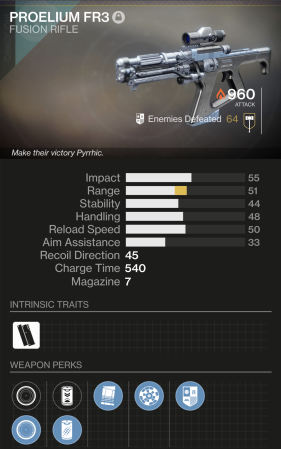 PROELIUM FR3
FUSION RIFLE
960
ATTACK
Enemies Defeated 64
Make their victory Pyrrhic.
Impact 55
Range 51
Stability 44
Handling 48
Reload Speed 50
Aim Assistance 33
Recoil Direction 45
Charge Time 540
Magazine 7
INTRINSIC TRAITS
WEAPON PERKS